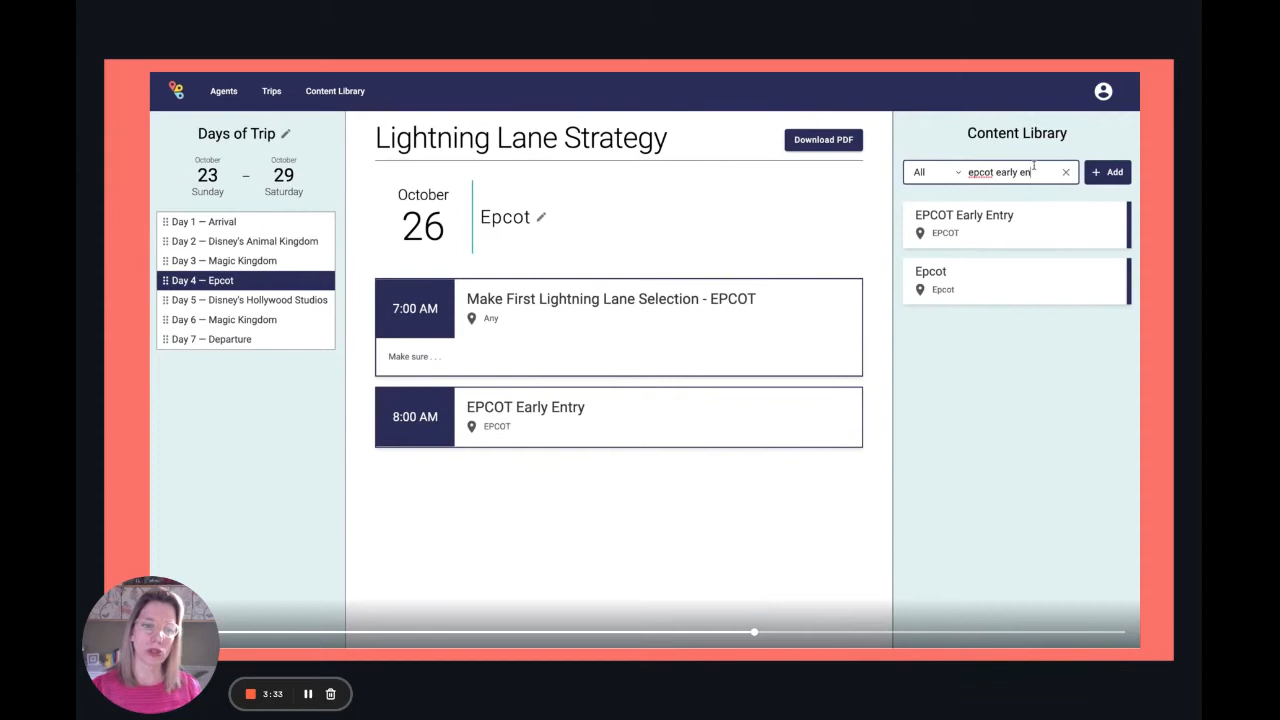 Agents Trips Content Library
Days of Trip
October October
23 – 29
Sunday Saturday
Day 1 — Arrival
Day 2 — Disney's Animal Kingdom
Day 3 — Magic Kingdom
Day 4 — Epcot
Day 5 — Disney's Hollywood Studios
Day 6 — Magic Kingdom
Day 7 — Departure
Lightning Lane Strategy
Download PDF
October
26
Epcot
7:00 AM
Make First Lightning Lane Selection - EPCOT
Any
Make sure . . .
8:00 AM
EPCOT Early Entry
EPCOT
Content Library
All epcot early en + Add
EPCOT Early Entry
EPCOT
Epcot
Epcot
3:33